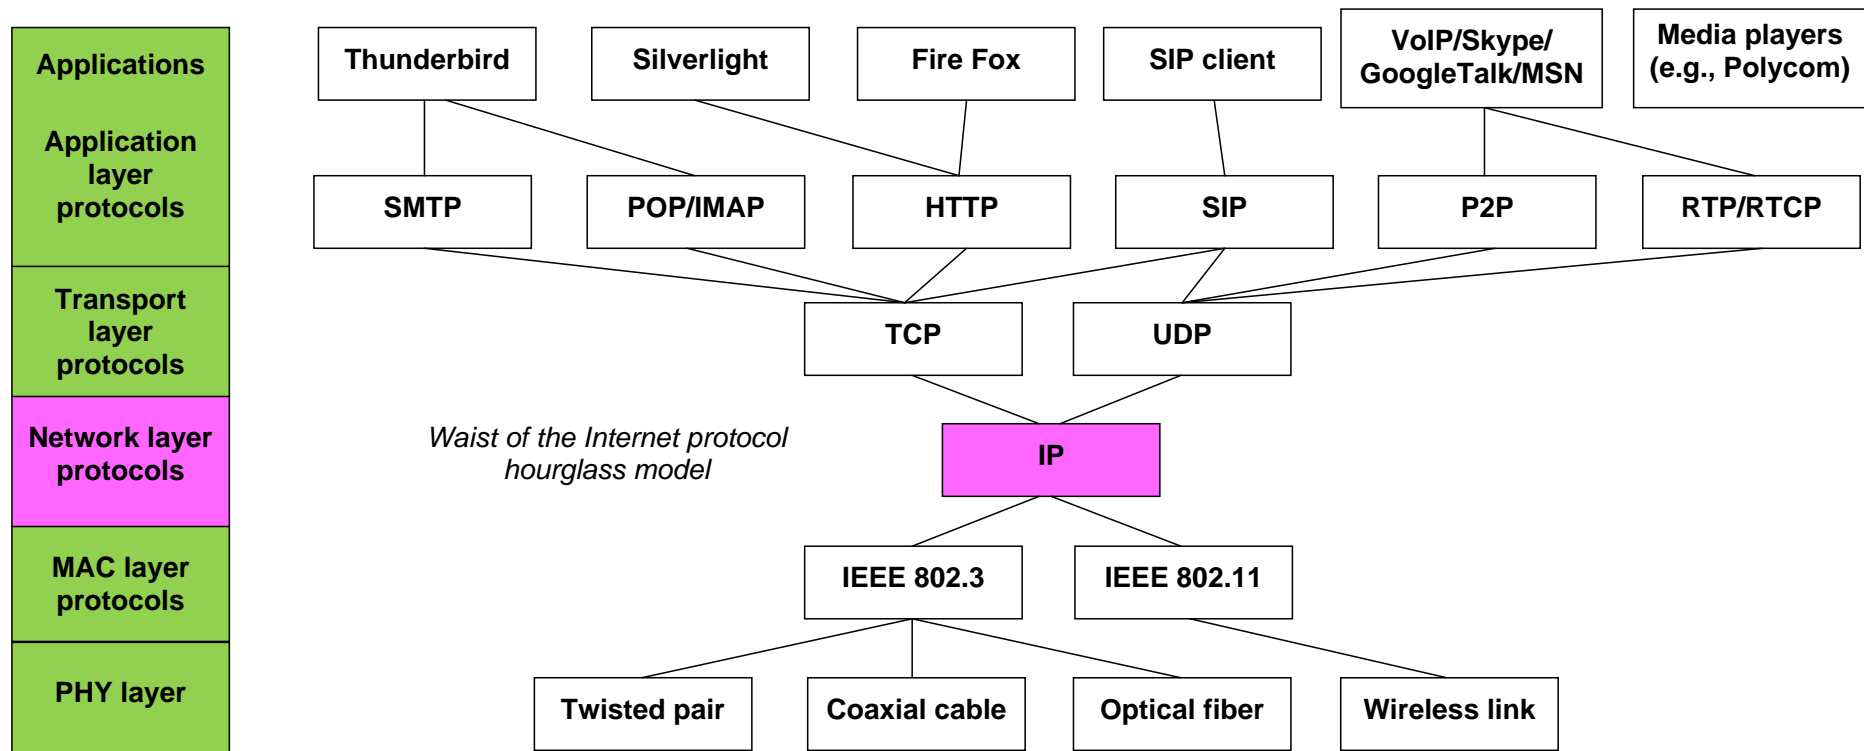 Applications
Application
layer
protocols
Transport
layer
protocols
Network layer
protocols
MAC layer
protocols
PHY layer
Thunderbird
Silverlight
Fire Fox
SIP client
VoIP/Skype/
GoogleTalk/MSN
Media players
(e.g., Polycom)
SMTP
POP/IMAP
HTTP
SIP
P2P
RTP/RTCP
TCP
UDP
Waist of the Internet protocol
hourglass model
IP
IEEE 802.3
IEEE 802.11
Twisted pair
Coaxial cable
Optical fiber
Wireless link